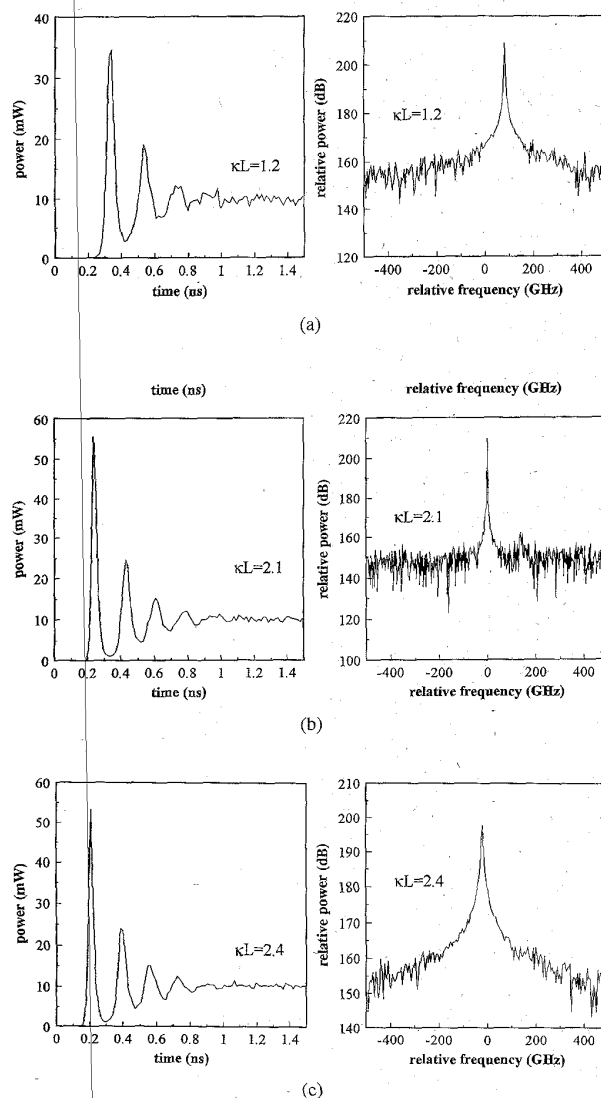 40
30
20
10
0
power (mW)
κL=1.2
0 0.2 0.4 0.6 0.8 1 1.2 1.4
time (ns)
220
200
180
160
140
120
relative power (dB)
κL=1.2
-400 -200 0 200 400
relative frequency (GHz)
(a)
time (ns)
relative frequency (GHz)
60
50
40
30
20
10
0
power (mW)
κL=2.1
0 0.2 0.4 0.6 0.8 1 1.2 1.4
time (ns)
220
200
180
160
140
120
100
relative power (dB)
κL=2.1
-400 -200 0 200 400
relative frequency (GHz)
(b)
60
50
40
30
20
10
0
power (mW)
κL=2.4
0 0.2 0.4 0.6 0.8 1 1.2 1.4
time (ns)
210
200
190
180
170
160
150
140
relative power (dB)
κL=2.4
-400 -200 0 200 400
relative frequency (GHz)
(c)